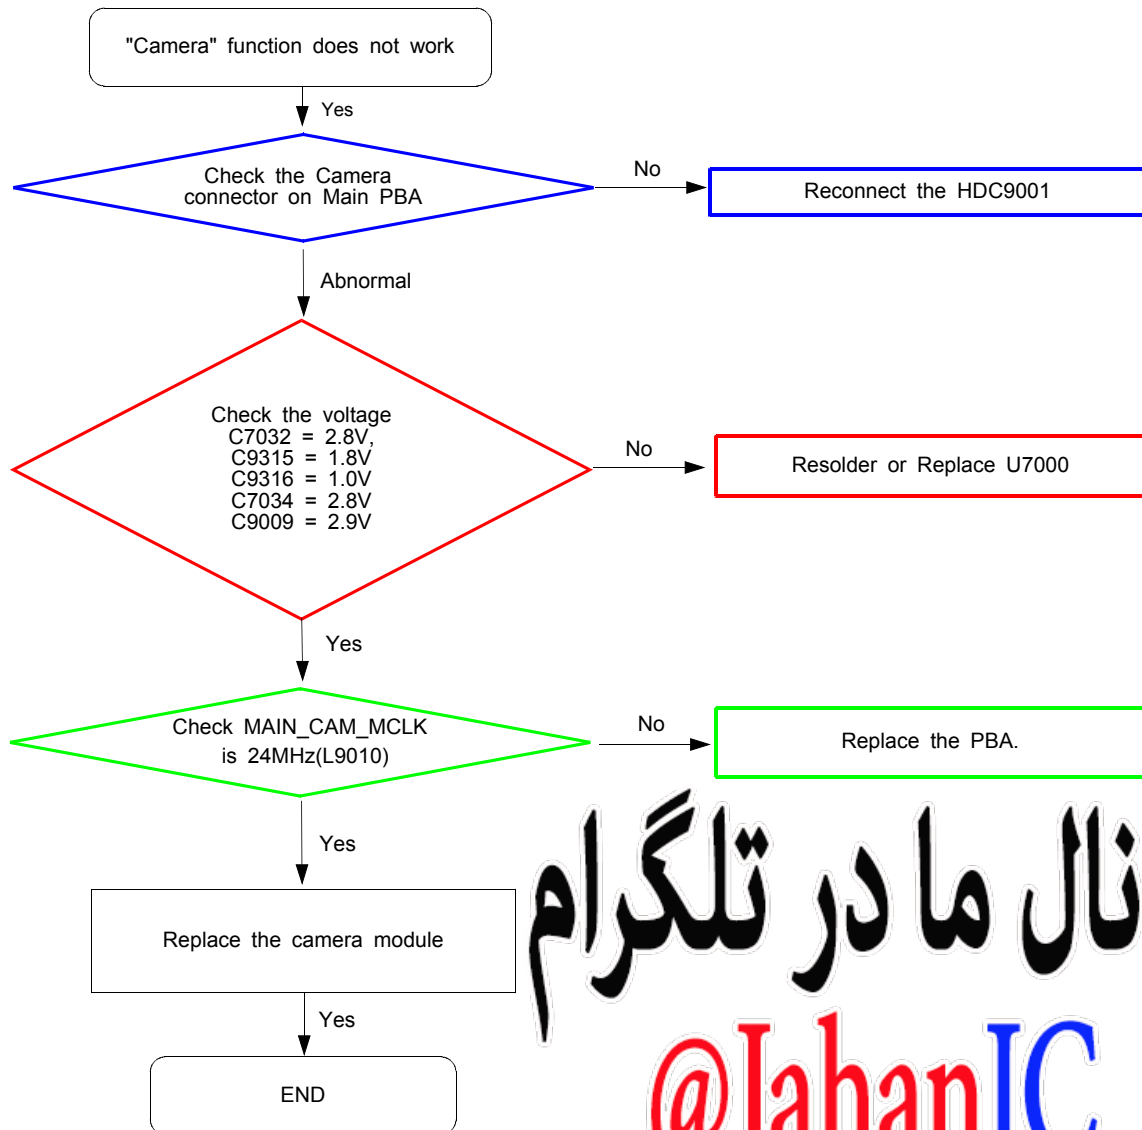 "Camera" function does not work
Yes
Check the Camera
connector on Main PBA
No
Reconnect the HDC9001
Abnormal
Check the voltage
C7032 = 2.8V,
C9315 = 1.8V
C9316 = 1.0V
C7034 = 2.8V
C9009 = 2.9V
No
Resolder or Replace U7000
Yes
Check MAIN_CAM_MCLK
is 24MHz(L9010)
No
Replace the PBA.
Yes
Replace the camera module
Yes
END
نال ما در تلگرام
@JahanIC